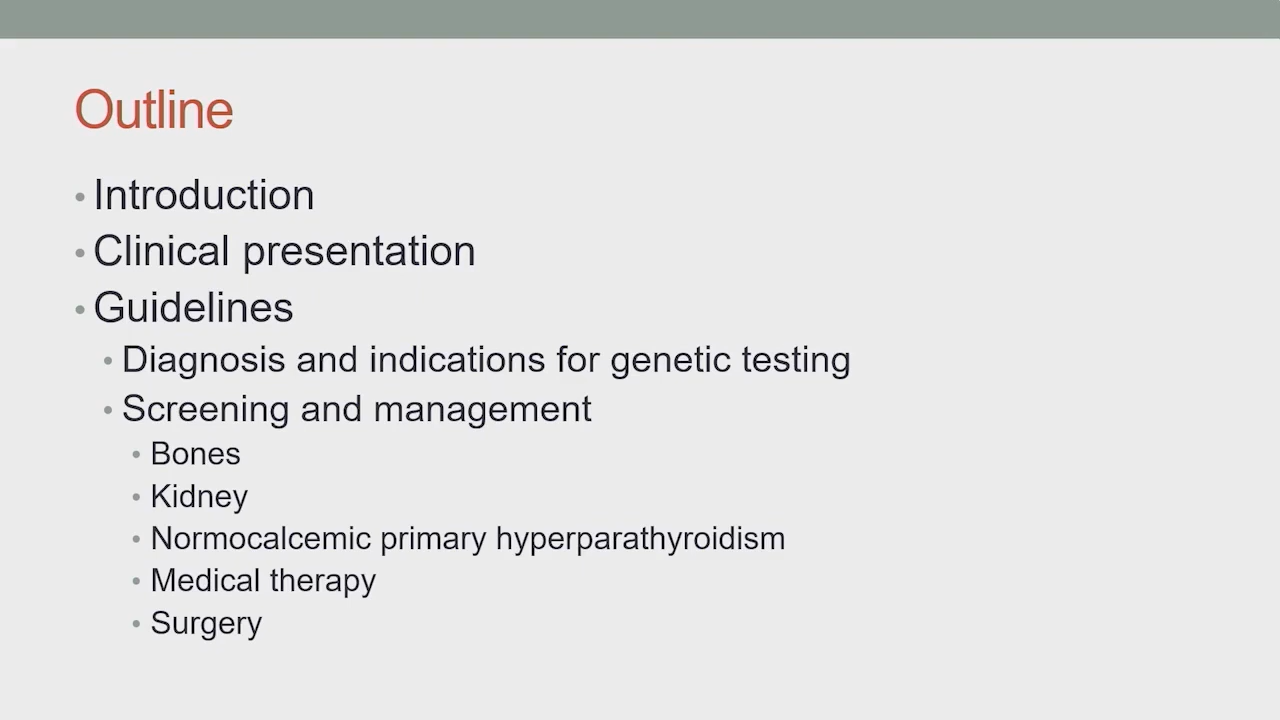 Outline
• Introduction
• Clinical presentation
• Guidelines
• Diagnosis and indications for genetic testing
• Screening and management
• Bones
• Kidney
• Normocalcemic primary hyperparathyroidism
• Medical therapy
• Surgery